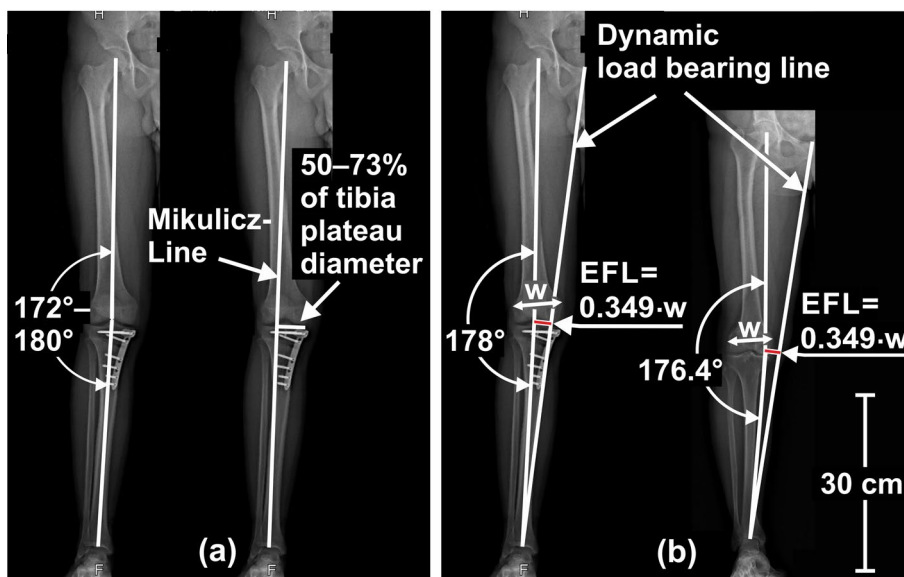 H
H
50–73%
of tibia
plateau
diameter
Mikulicz-
Line
172°–
180°
F
F
(a)
Dynamic
load bearing line
H
w
EFL=
0.349·w
178°
w
EFL=
0.349·w
176.4°
30 cm
F
(b)